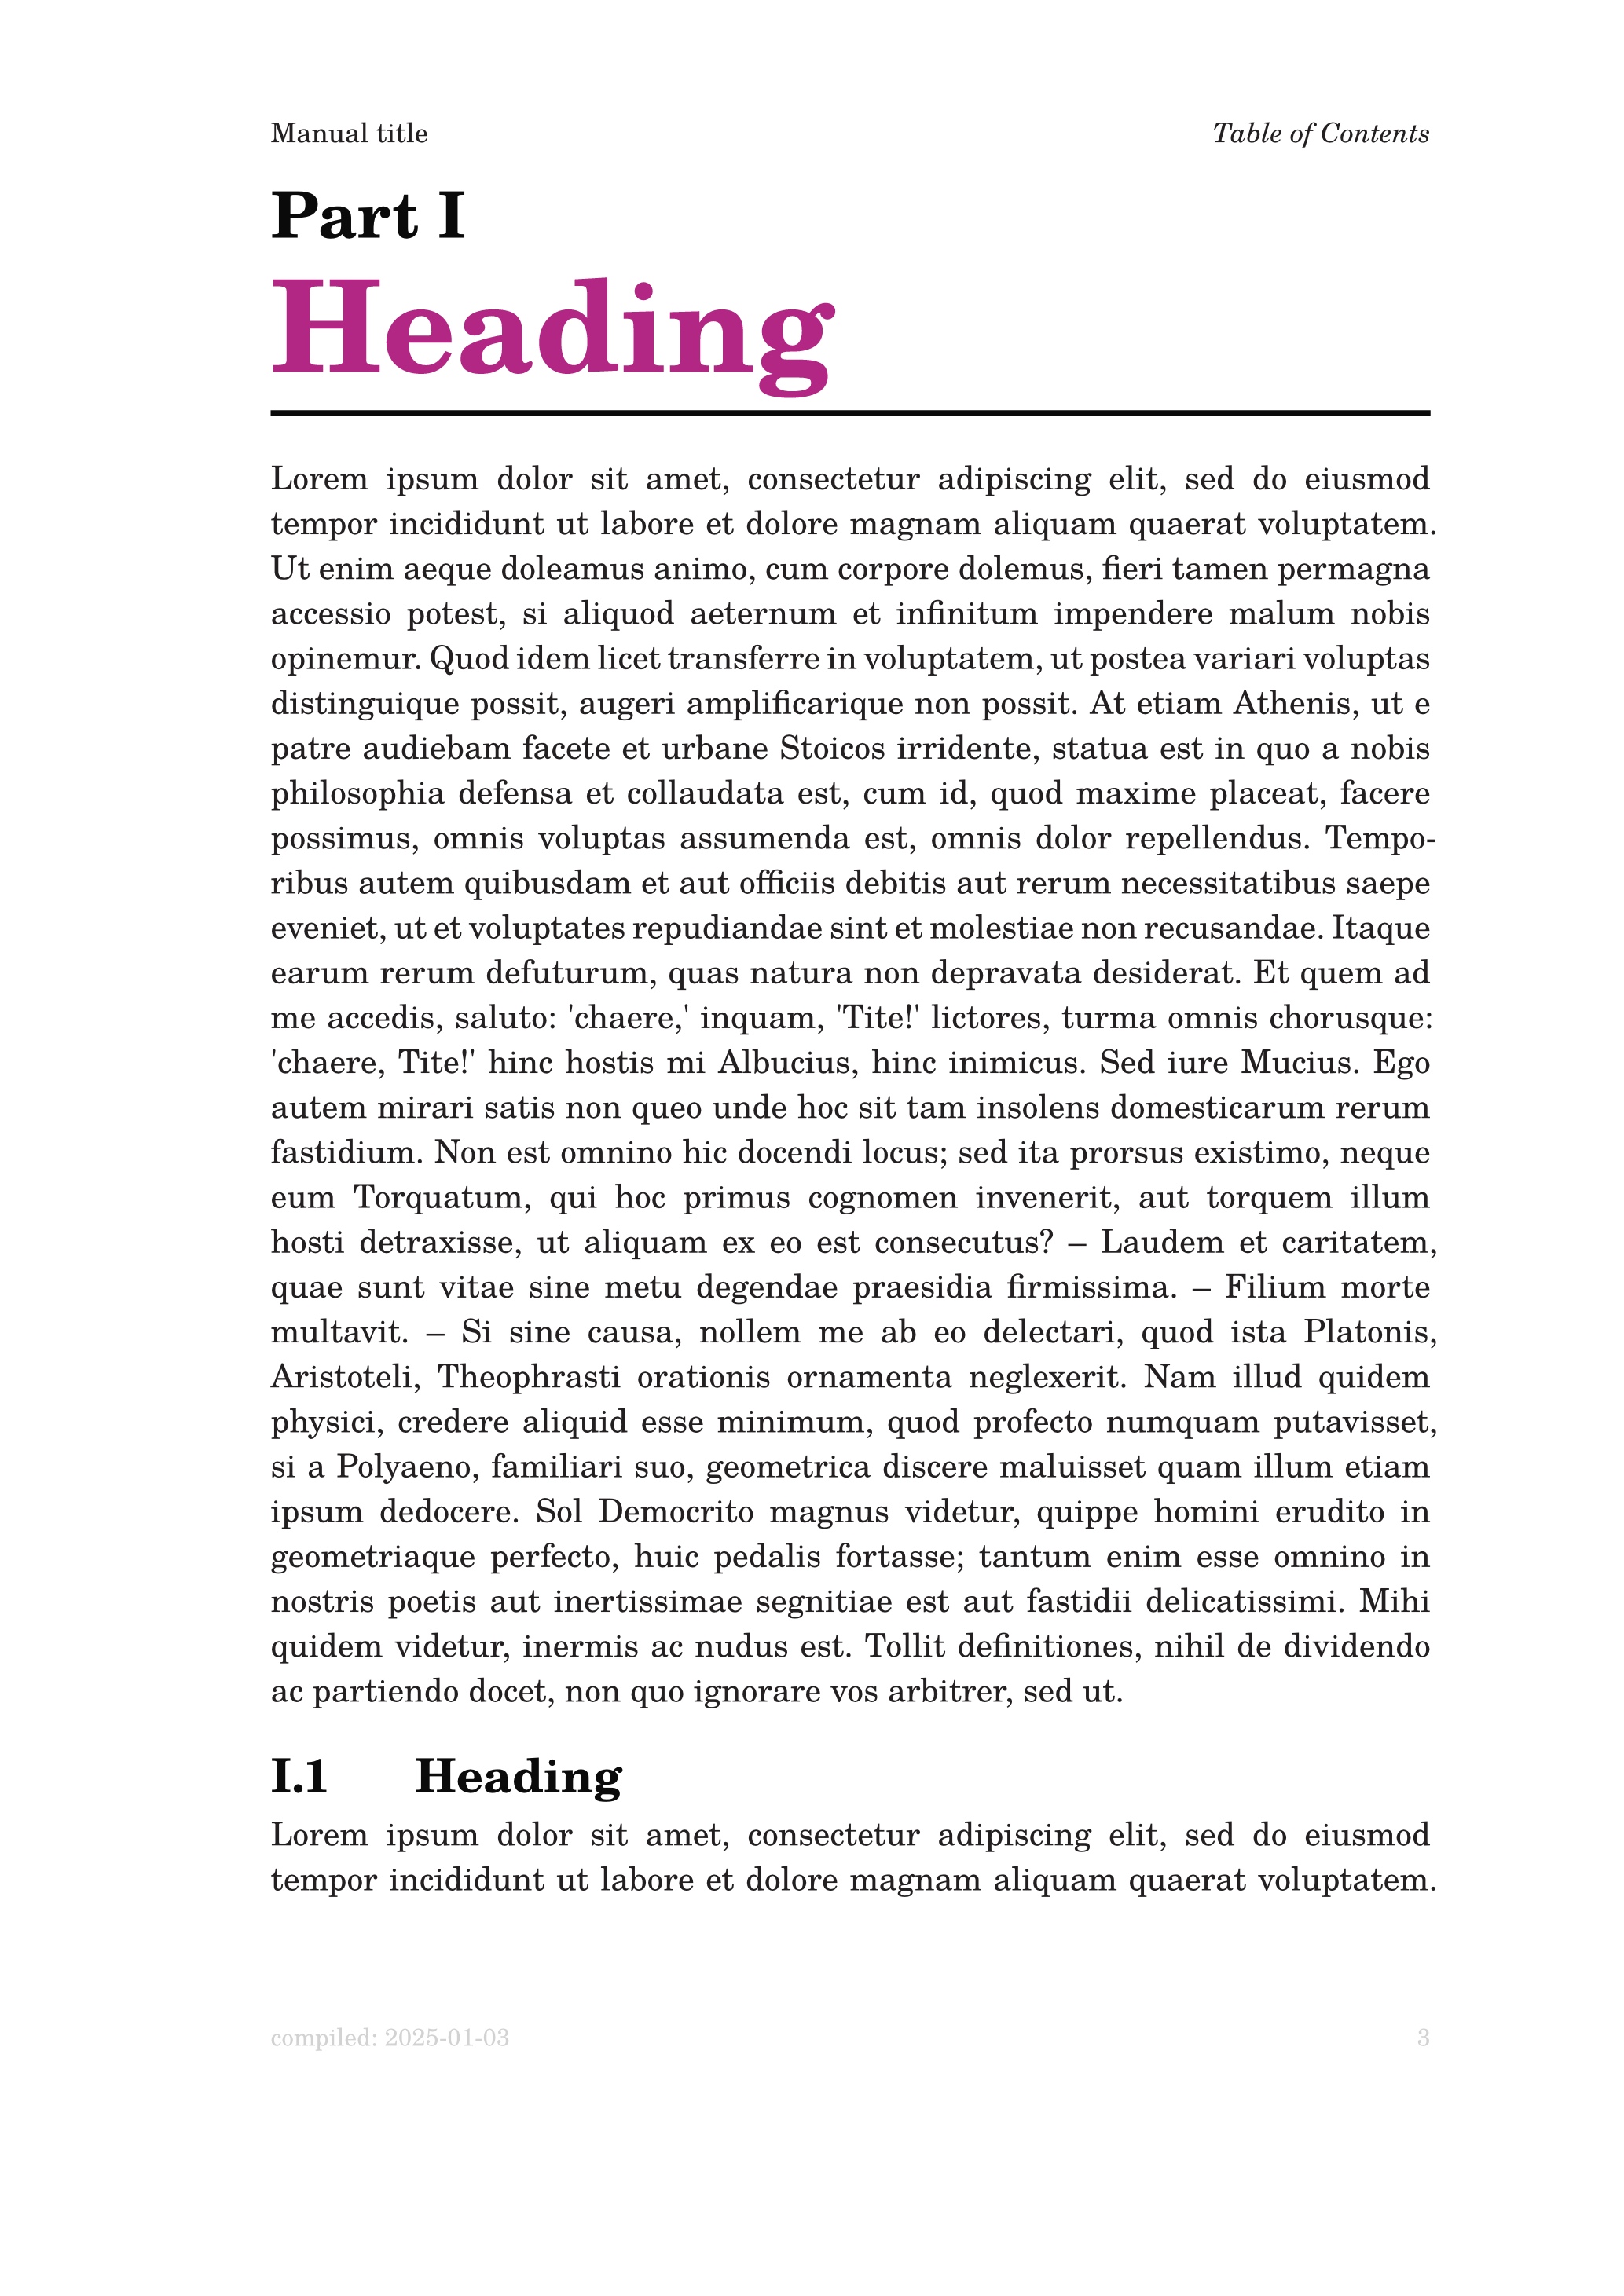 Manual title Table of Contents
Part I
Heading
Lorem ipsum dolor sit amet, consectetur adipiscing elit, sed do eiusmod
tempor incididunt ut labore et dolore magnam aliquam quaerat voluptatem.
Ut enim aeque doleamus animo, cum corpore dolemus, fieri tamen permagna
accessio potest, si aliquod aeternum et infinitum impendere malum nobis
opinemur. Quod idem licet transferre in voluptatem, ut postea variari voluptas
distinguique possit, augeri amplificarique non possit. At etiam Athenis, ut e
patre audiebam facete et urbane Stoicos irridente, statua est in quo a nobis
philosophia defensa et collaudata est, cum id, quod maxime placeat, facere
possimus, omnis voluptas assumenda est, omnis dolor repellendus. Tempo-
ribus autem quibusdam et aut officiis debitis aut rerum necessitatibus saepe
eveniet, ut et voluptates repudiandae sint et molestiae non recusandae. Itaque
earum rerum defuturum, quas natura non depravata desiderat. Et quem ad
me accedis, saluto: 'chaere,' inquam, 'Tite!' lictores, turma omnis chorusque:
'chaere, Tite!' hinc hostis mi Albucius, hinc inimicus. Sed iure Mucius. Ego
autem mirari satis non queo unde hoc sit tam insolens domesticarum rerum
fastidium. Non est omnino hic docendi locus; sed ita prorsus existimo, neque
eum Torquatum, qui hoc primus cognomen invenerit, aut torquem illum
hosti detraxisse, ut aliquam ex eo est consecutus? – Laudem et caritatem,
quae sunt vitae sine metu degendae praesidia firmissima. – Filium morte
multavit. – Si sine causa, nollem me ab eo delectari, quod ista Platonis,
Aristoteli, Theophrasti orationis ornamenta neglexerit. Nam illud quidem
physici, credere aliquid esse minimum, quod profecto numquam putavisset,
si a Polyaeno, familiari suo, geometrica discere maluisset quam illum etiam
ipsum dedocere. Sol Democrito magnus videtur, quippe homini erudito in
geometriaque perfecto, huic pedalis fortasse; tantum enim esse omnino in
nostris poetis aut inertissimae segnitiae est aut fastidii delicatissimi. Mihi
quidem videtur, inermis ac nudus est. Tollit definitiones, nihil de dividendo
ac partiendo docet, non quo ignorare vos arbitrer, sed ut.
I.1 Heading
Lorem ipsum dolor sit amet, consectetur adipiscing elit, sed do eiusmod
tempor incididunt ut labore et dolore magnam aliquam quaerat voluptatem.
compiled: 2025-01-03 3